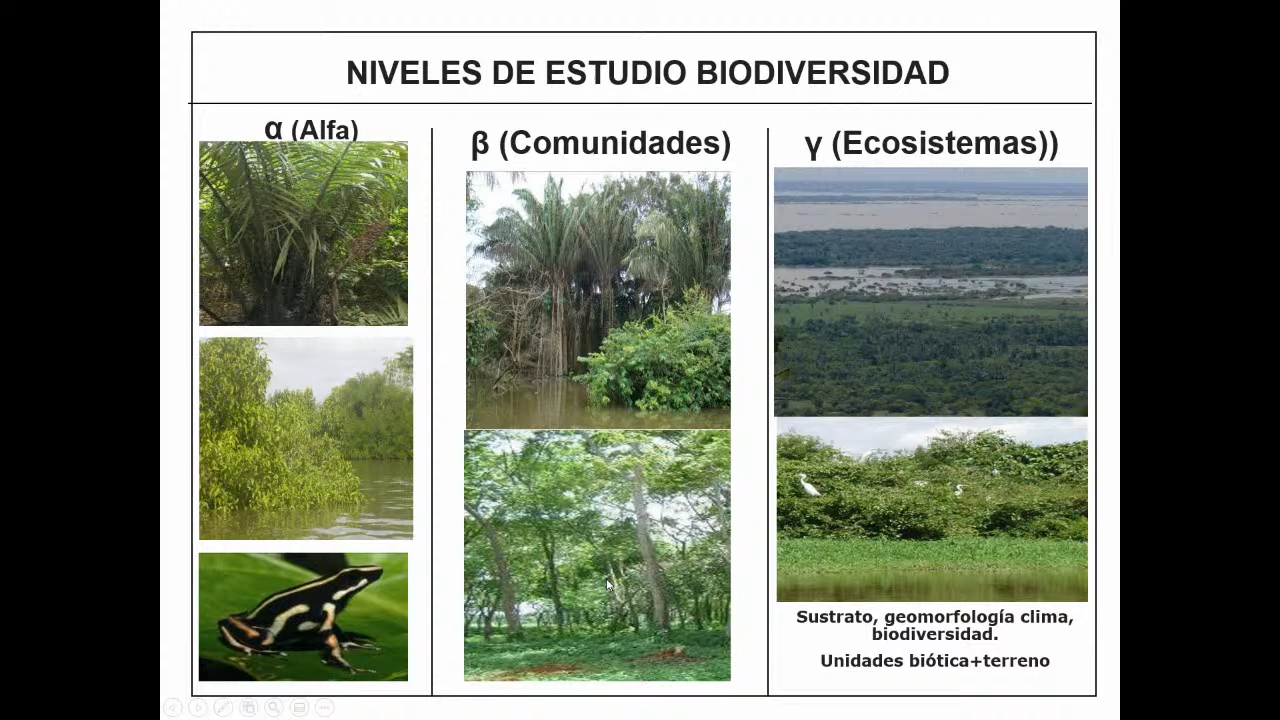 NIVELES DE ESTUDIO BIODIVERSIDAD
α (Alfa)
β (Comunidades)
γ (Ecosistemas))
Sustrato, geomorfología clima,
biodiversidad.
Unidades biótica+terreno